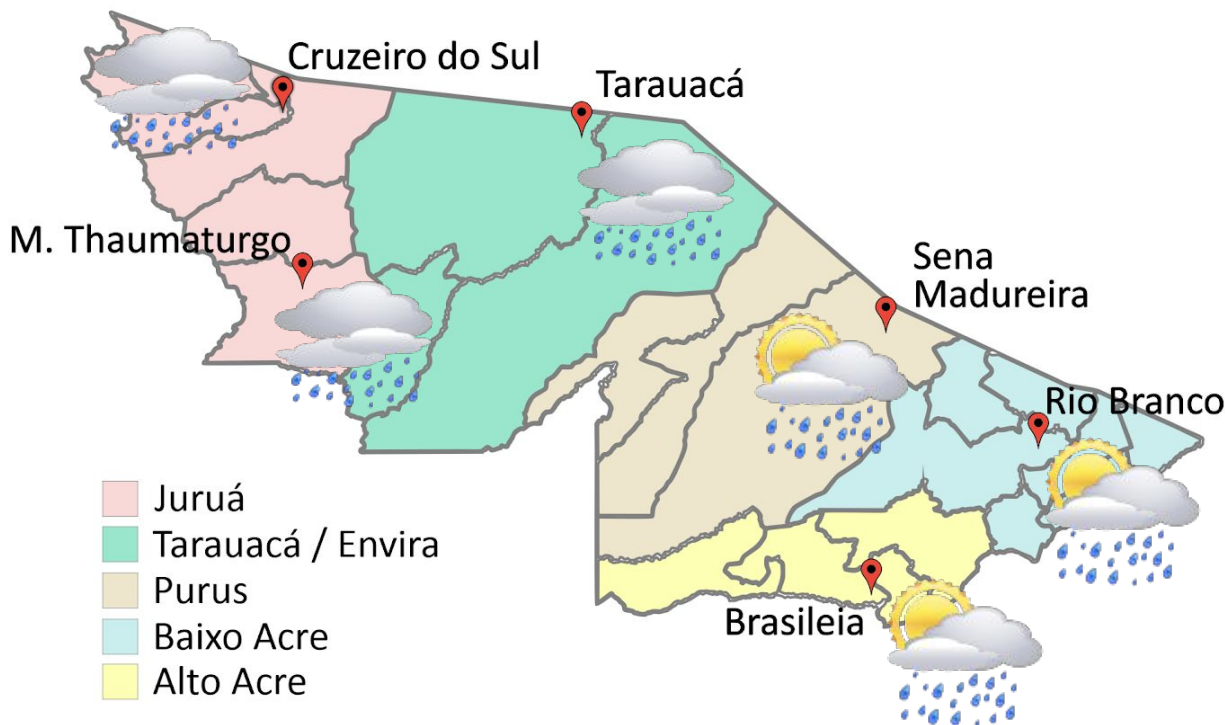 Cruzeiro do Sul
Tarauacá
M. Thaumaturgo
Sena
Madureira
Rio Branco
Brasileia
Juruá
Tarauacá / Envira
Purus
Baixo Acre
Alto Acre